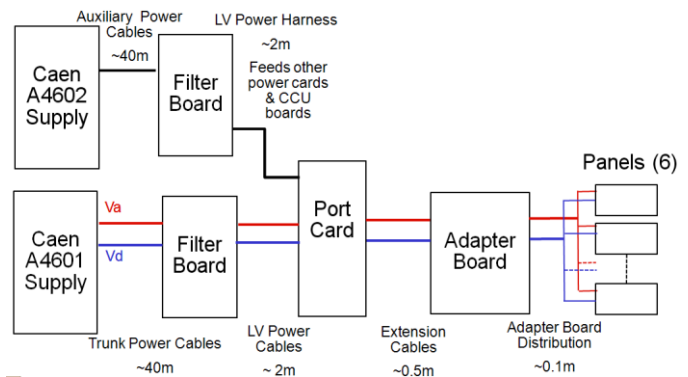 Auxiliary Power
Cables
~40m
LV Power Harness
~2m
Feeds other
power cards
& CCU
boards
Caen
A4602
Supply
Filter
Board
Panels (6)
Va
Vd
Caen
A4601
Supply
Filter
Board
Port
Card
Adapter
Board
Trunk Power Cables
~40m
LV Power
Cables
~ 2m
Extension
Cables
~0.5m
Adapter Board
Distribution
~0.1m